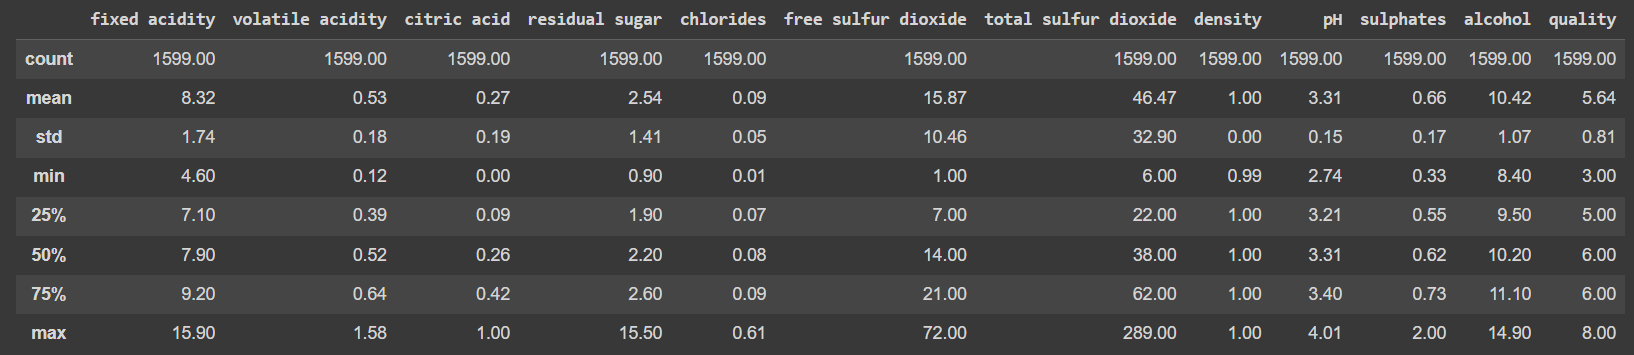 fixed acidity volatile acidity citric acid residual sugar chlorides free sulfur dioxide total sulfur dioxide density pH sulphates alcohol quality
count 1599.00 1599.00 1599.00 1599.00 1599.00 1599.00 1599.00 1599.00 1599.00 1599.00 1599.00 1599.00
mean 8.32 0.53 0.27 2.54 0.09 15.87 46.47 1.00 3.31 0.66 10.42 5.64
std 1.74 0.18 0.19 1.41 0.05 10.46 32.90 0.00 0.15 0.17 1.07 0.81
min 4.60 0.12 0.00 0.90 0.01 1.00 6.00 0.99 2.74 0.33 8.40 3.00
25% 7.10 0.39 0.09 1.90 0.07 7.00 22.00 1.00 3.21 0.55 9.50 5.00
50% 7.90 0.52 0.26 2.20 0.08 14.00 38.00 1.00 3.31 0.62 10.20 6.00
75% 9.20 0.64 0.42 2.60 0.09 21.00 62.00 1.00 3.40 0.73 11.10 6.00
max 15.90 1.58 1.00 15.50 0.61 72.00 289.00 1.00 4.01 2.00 14.90 8.00